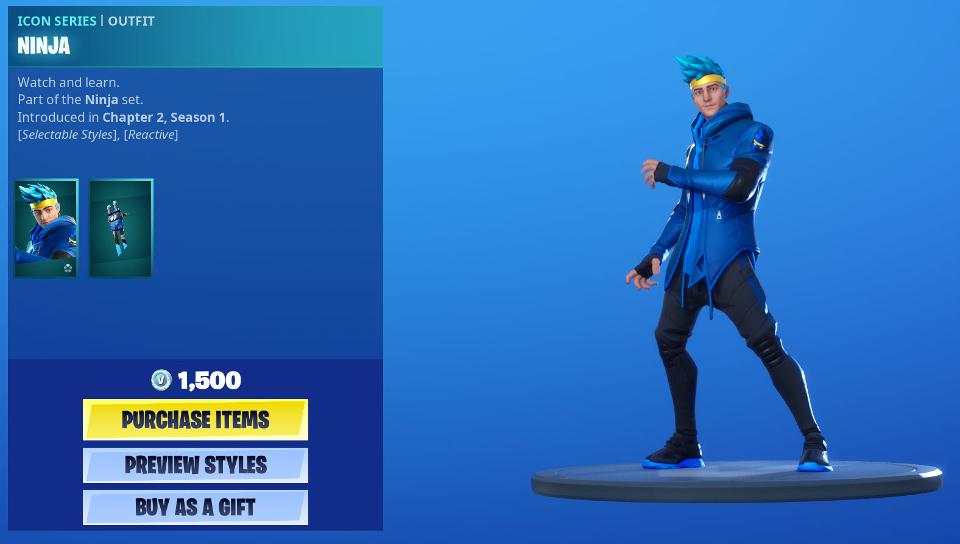 ICON SERIES | OUTFIT
NINJA
Watch and learn.
Part of the Ninja set.
Introduced in Chapter 2, Season 1.
[Selectable Styles], [Reactive]
V 1,500
PURCHASE ITEMS
PREVIEW STYLES
BUY AS A GIFT